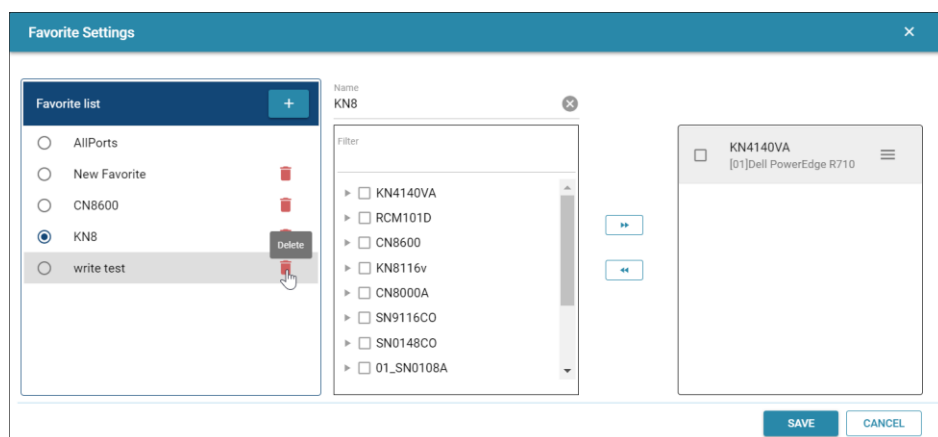 Favorite Settings
Favorite list
AllPorts
New Favorite
CN8600
KN8
Delete
write test
Name
KN8
Filter
KN4140VA
RCM101D
CN8600
KN8116v
CN8000A
SN9116CO
SN0148CO
01_SN0108A
KN4140VA
[01]Dell PowerEdge R710
SAVE
CANCEL